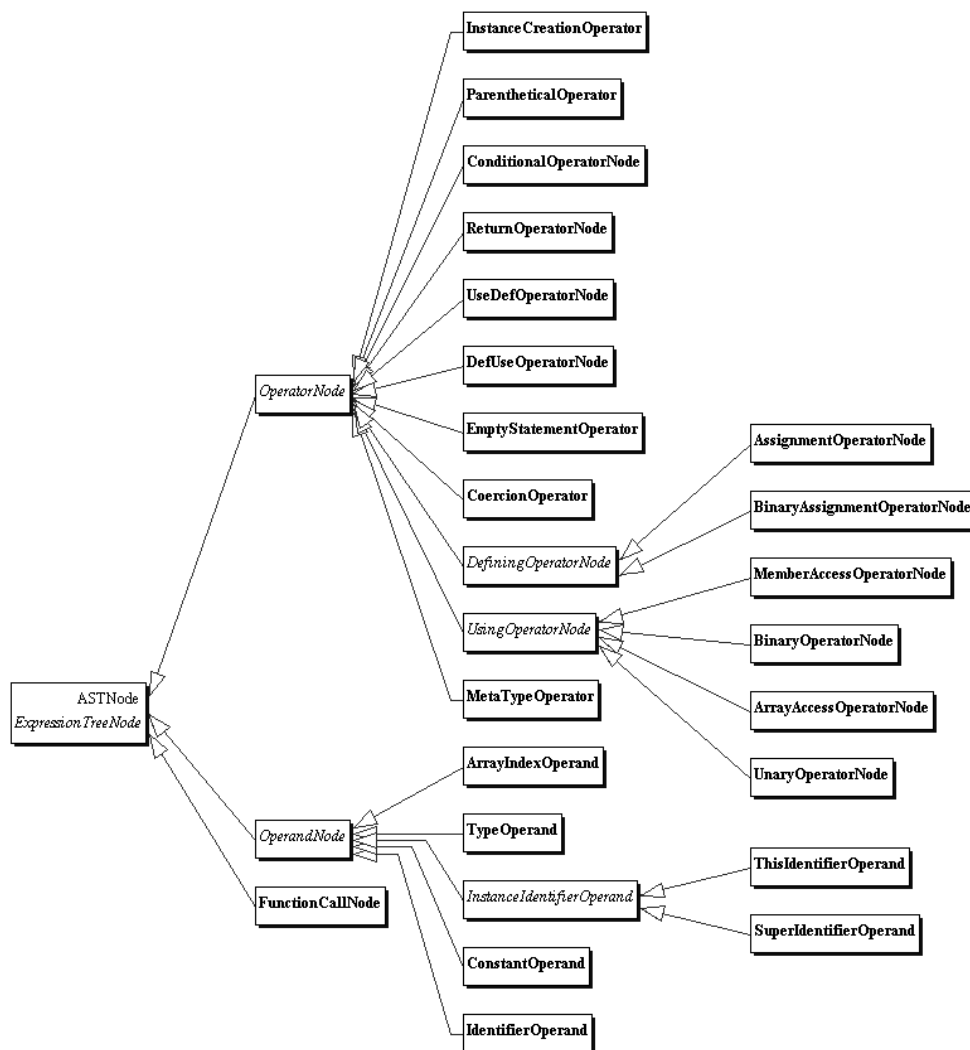 InstanceCreationOperator
ParentheticalOperator
ConditionalOperatorNode
ReturnOperatorNode
UseDefOperatorNode
DefUseOperatorNode
OperatorNode
EmptyStatementOperator
AssignmentOperatorNode
CoercionOperator
BinaryAssignmentOperatorNode
DefiningOperatorNode
MemberAccessOperatorNode
UsingOperatorNode
BinaryOperatorNode
ASTNode
ExpressionTreeNode
MetaTypeOperator
ArrayAccessOperatorNode
ArrayIndexOperand
UnaryOperatorNode
OperandNode
TypeOperand
ThisIdentifierOperand
FunctionCallNode
InstanceIdentifierOperand
SuperIdentifierOperand
ConstantOperand
IdentifierOperand